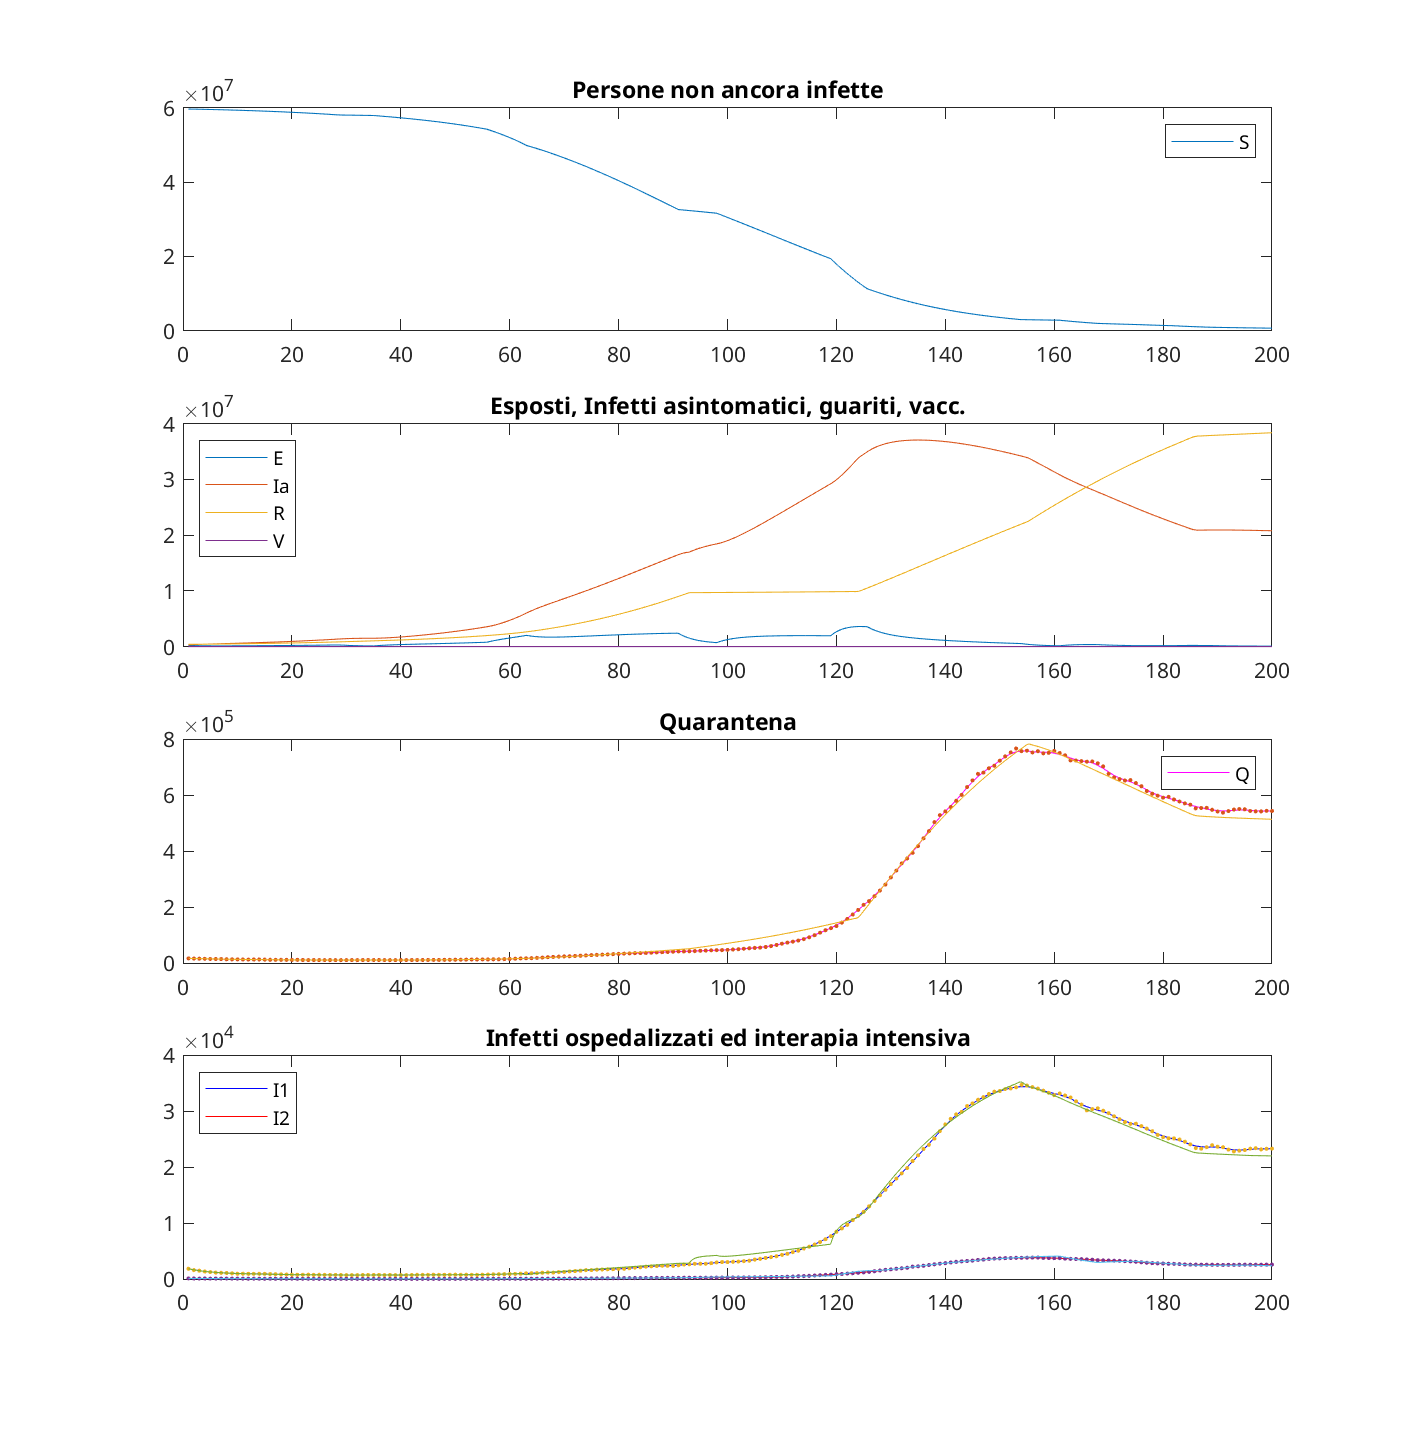 Persone non ancora infette
×10^7
6
4
2
0
S
0 20 40 60 80 100 120 140 160 180 200
Esposti, Infetti asintomatici, guariti, vacc.
×10^7
4
3
2
1
0
E
Ia
R
V
0 20 40 60 80 100 120 140 160 180 200
Quarantena
×10^5
8
6
4
2
0
Q
0 20 40 60 80 100 120 140 160 180 200
Infetti ospedalizzati ed interapia intensiva
×10^4
4
3
2
1
0
I1
I2
0 20 40 60 80 100 120 140 160 180 200